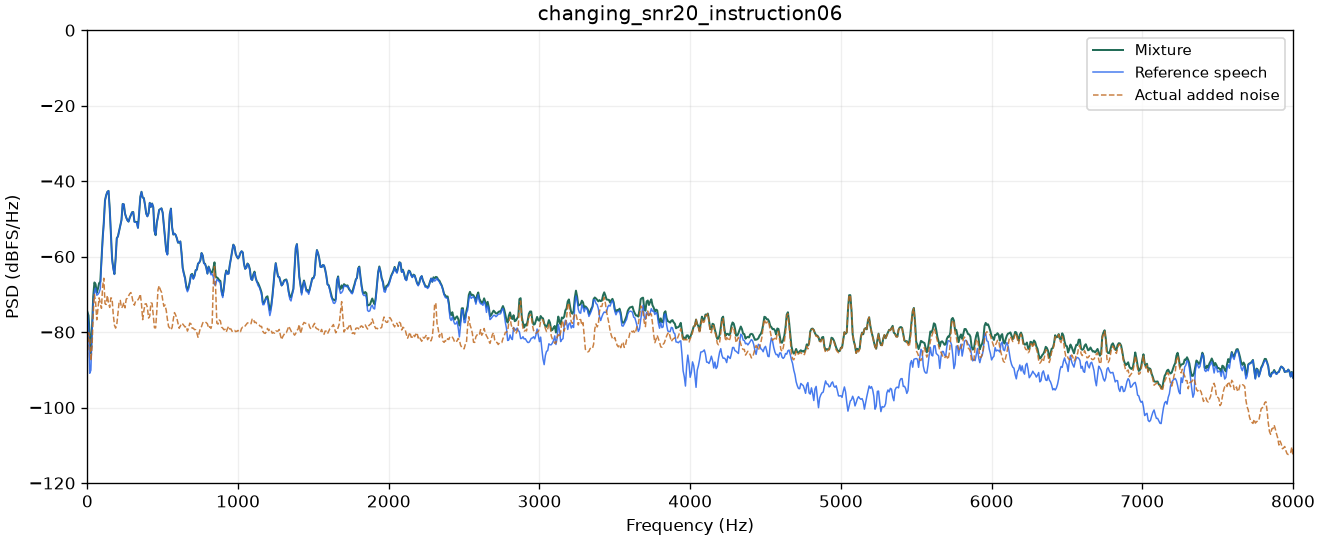 changing_snr20_instruction06
Mixture
Reference speech
Actual added noise
PSD (dBFS/Hz)
0
−20
−40
−60
−80
−100
−120
0 1000 2000 3000 4000 5000 6000 7000 8000
Frequency (Hz)